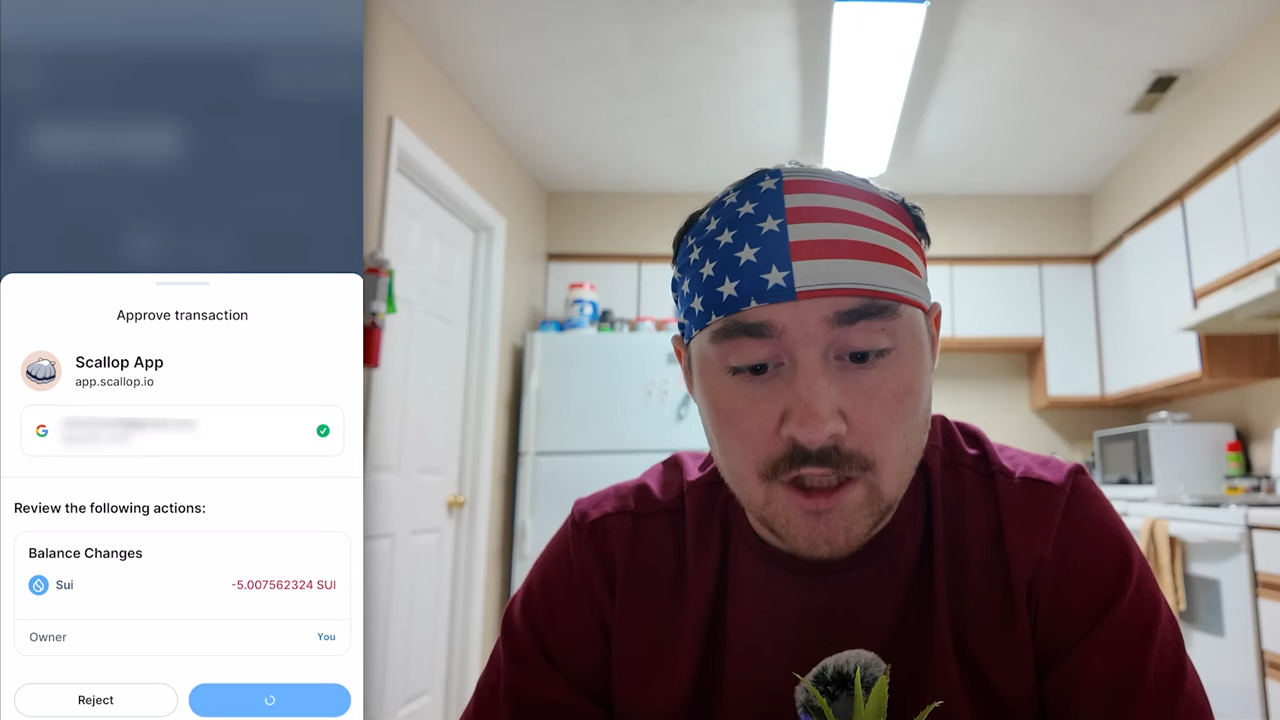 Approve transaction
Scallop App
app.scallop.io
Review the following actions:
Balance Changes
Sui -5.007562324 SUI
Owner You
Reject